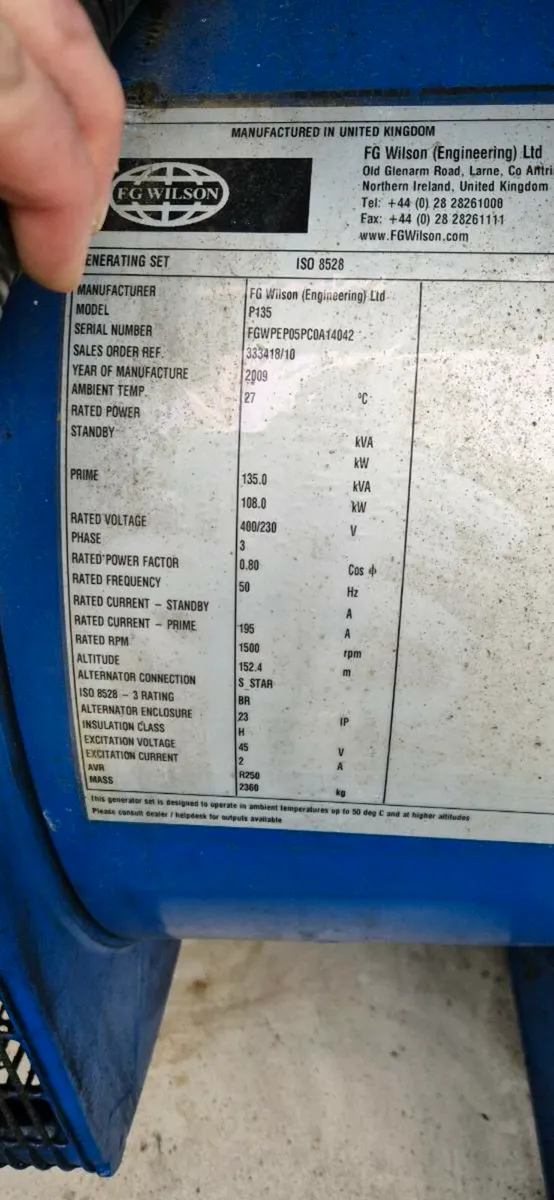 MANUFACTURED IN UNITED KINGDOM
FG WILSON
FG Wilson (Engineering) Ltd
Old Glenarm Road, Larne, Co Antri
Northern Ireland, United Kingdom
Tel: +44 (0) 28 28261000
Fax: +44 (0) 28 28261111
www.FGWilson.com
ENERATING SET ISO 8528
MANUFACTURER FG Wilson (Engineering) Ltd
MODEL P135
SERIAL NUMBER FGWPEP05PC0A14042
SALES ORDER REF. 333418/10
YEAR OF MANUFACTURE 2009
AMBIENT TEMP. 27 °C
RATED POWER
STANDBY kVA
kW
PRIME 135.0 kVA
108.0 kW
RATED VOLTAGE 400/230 V
PHASE 3
RATED POWER FACTOR 0.80 Cos ϕ
RATED FREQUENCY 50 Hz
RATED CURRENT - STANDBY A
RATED CURRENT - PRIME 195 A
RATED RPM 1500 rpm
ALTITUDE 152.4 m
ALTERNATOR CONNECTION S_STAR
ISO 8528 - 3 RATING BR
ALTERNATOR ENCLOSURE 23 IP
INSULATION CLASS H
EXCITATION VOLTAGE 45 V
EXCITATION CURRENT 2 A
AVR R250
MASS 2360 kg
This generator set is designed to operate in ambient temperatures up to 50 deg C and at higher altitudes
Please consult dealer / helpdesk for outputs available